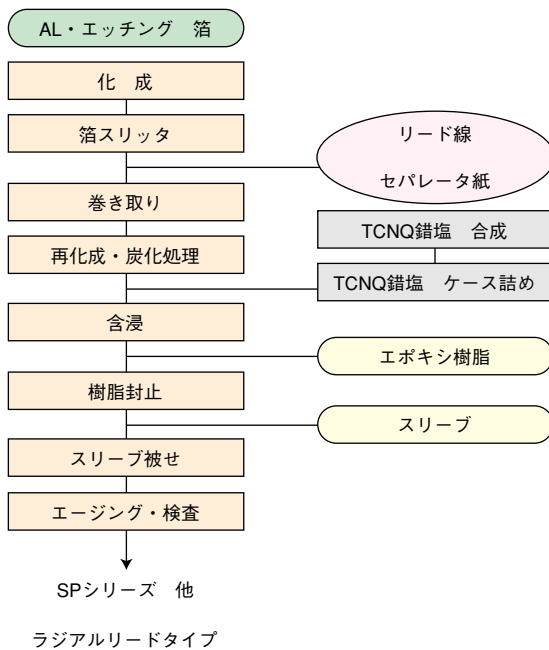 AL・エッチング　箔
化　成
箔スリッタ
リード線
セパレータ紙
巻き取り
TCNQ錯塩　合成
再化成・炭化処理
TCNQ錯塩　ケース詰め
含浸
エポキシ樹脂
樹脂封止
スリーブ
スリーブ被せ
エージング・検査
SPシリーズ　他
ラジアルリードタイプ